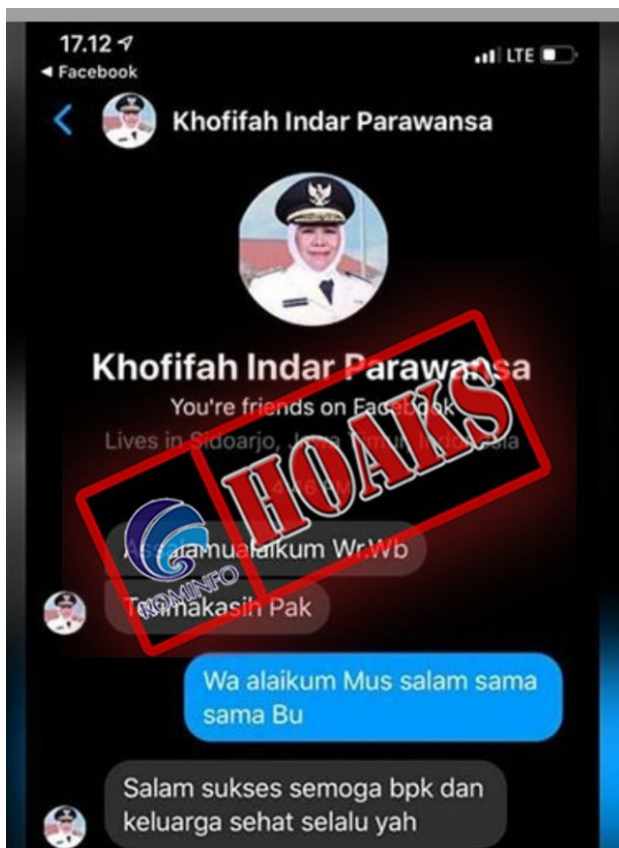 17.12
LTE
◀ Facebook
Khofifah Indar Parawansa
Khofifah Indar Parawansa
You're friends on Facebook
Lives in Sidoarjo, Jawa Timur, Indonesia
HOAKS
KOMINFO
Assalamualaikum Wr.Wb
Terimakasih Pak
Wa alaikum Mus salam sama
sama Bu
Salam sukses semoga bpk dan
keluarga sehat selalu yah